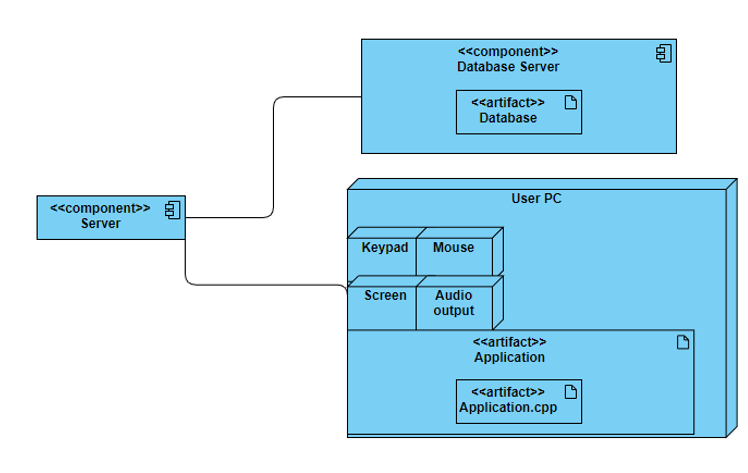 <<component>>
Database Server
<<artifact>>
Database
<<component>>
Server
User PC
Keypad
Mouse
Screen
Audio
output
<<artifact>>
Application
<<artifact>>
Application.cpp